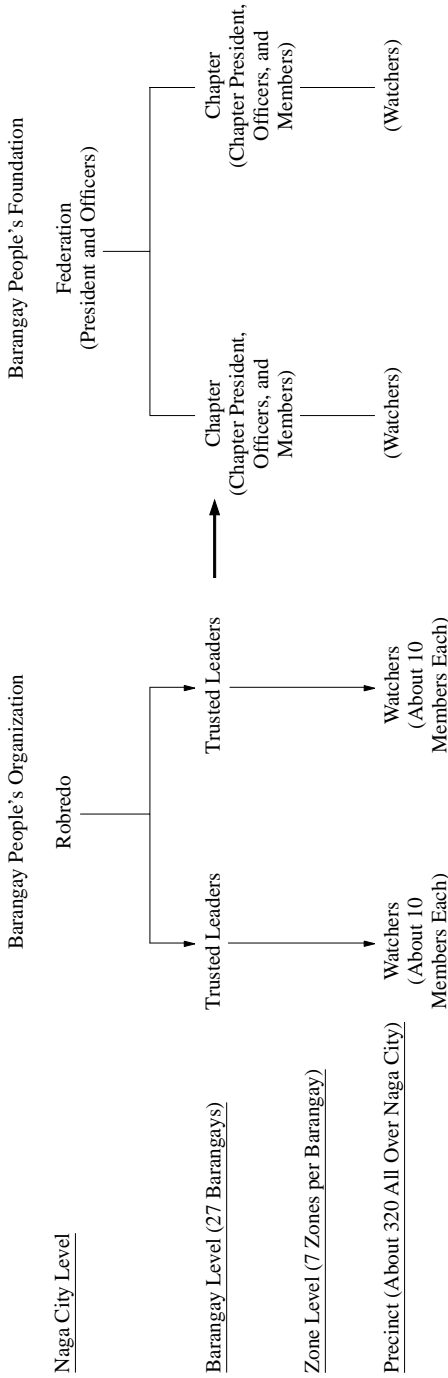 Barangay People's Organization
Barangay People's Foundation
Naga City Level
Robredo
Federation
(President and Officers)
Barangay Level (27 Barangays)
Trusted Leaders
Trusted Leaders
Chapter
(Chapter President,
Officers, and
Members)
Chapter
(Chapter President,
Officers, and
Members)
Zone Level (7 Zones per Barangay)
Precinct (About 320 All Over Naga City)
Watchers
(About 10
Members Each)
Watchers
(About 10
Members Each)
(Watchers)
(Watchers)